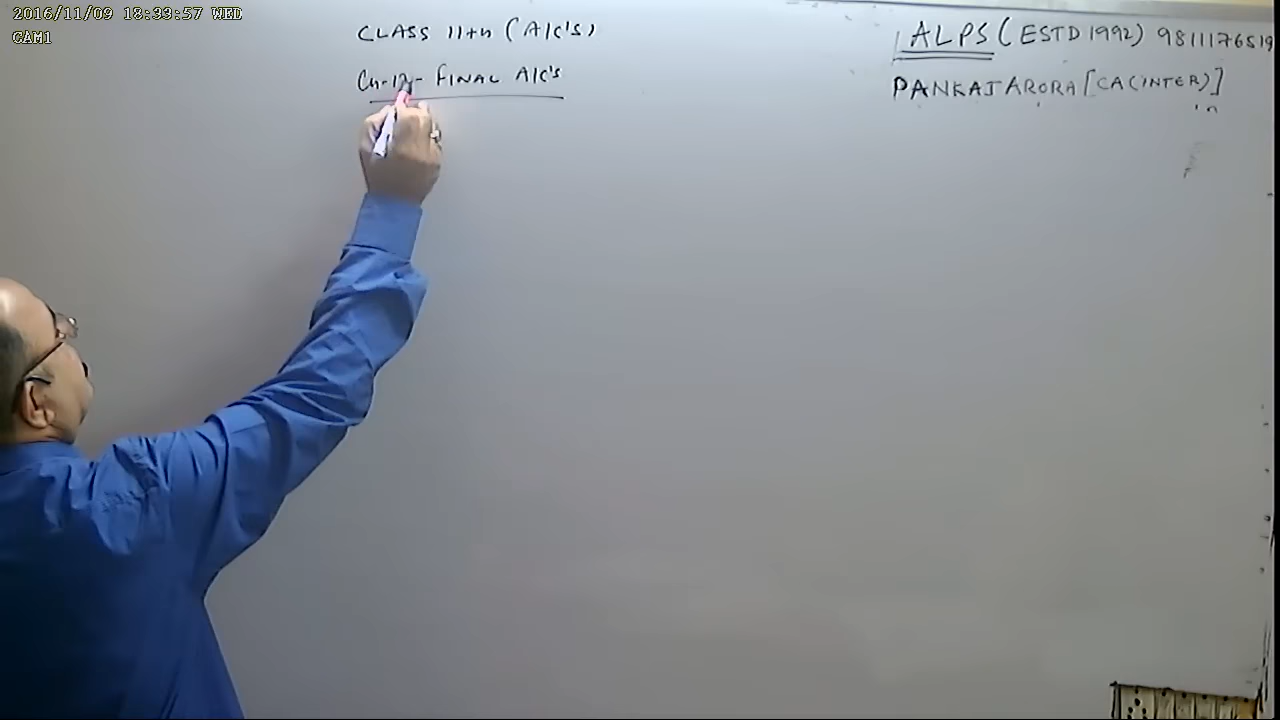 2016/11/09 18:39:57 WED
CAM1
CLASS 11th (A/C'S)
Ch-12- FINAL A/C'S
ALPS (ESTD 1992) 9811176519
PANKAJ ARORA [CA(INTER)]